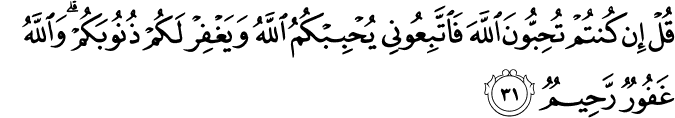 قُلۡ إِن كُنتُمۡ تُحِبُّونَ ٱللَّهَ فَٱتَّبِعُونِي يُحۡبِبۡكُمُ ٱللَّهُ وَيَغۡفِرۡ لَكُمۡ ذُنُوبَكُمۡۚ وَٱللَّهُ
غَفُورٞ رَّحِيمٞ ٣١